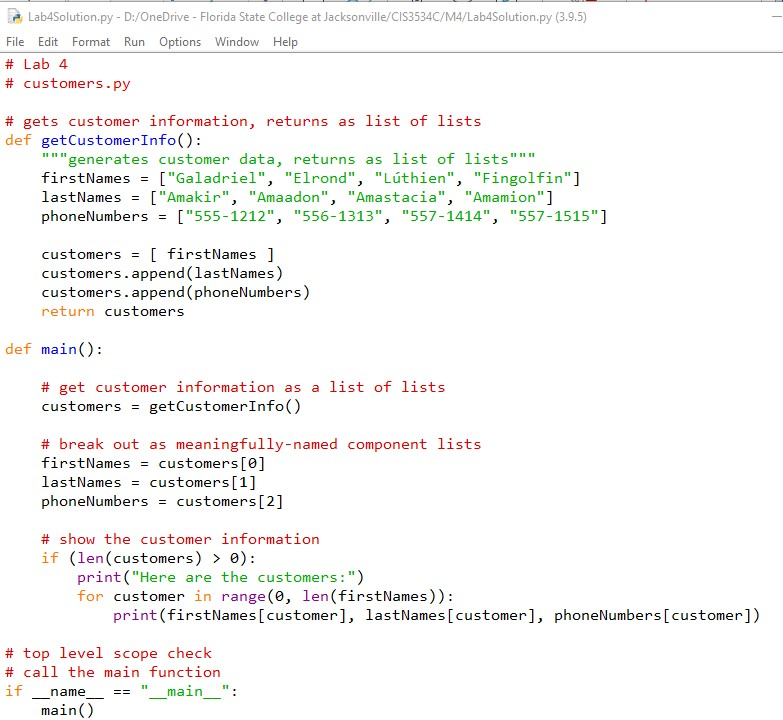 Lab4Solution.py - D:/OneDrive - Florida State College at Jacksonville/CIS3534C/M4/Lab4Solution.py (3.9.5)
File Edit Format Run Options Window Help
# Lab 4
# customers.py

# gets customer information, returns as list of lists
def getCustomerInfo():
    """generates customer data, returns as list of lists"""
    firstNames = ["Galadriel", "Elrond", "Lúthien", "Fingolfin"]
    lastNames = ["Amakir", "Amaadon", "Amastacia", "Amamion"]
    phoneNumbers = ["555-1212", "556-1313", "557-1414", "557-1515"]

    customers = [ firstNames ]
    customers.append(lastNames)
    customers.append(phoneNumbers)
    return customers

def main():

    # get customer information as a list of lists
    customers = getCustomerInfo()

    # break out as meaningfully-named component lists
    firstNames = customers[0]
    lastNames = customers[1]
    phoneNumbers = customers[2]

    # show the customer information
    if (len(customers) > 0):
        print("Here are the customers:")
        for customer in range(0, len(firstNames)):
            print(firstNames[customer], lastNames[customer], phoneNumbers[customer])

# top level scope check
# call the main function
if __name__ == "__main__":
    main()